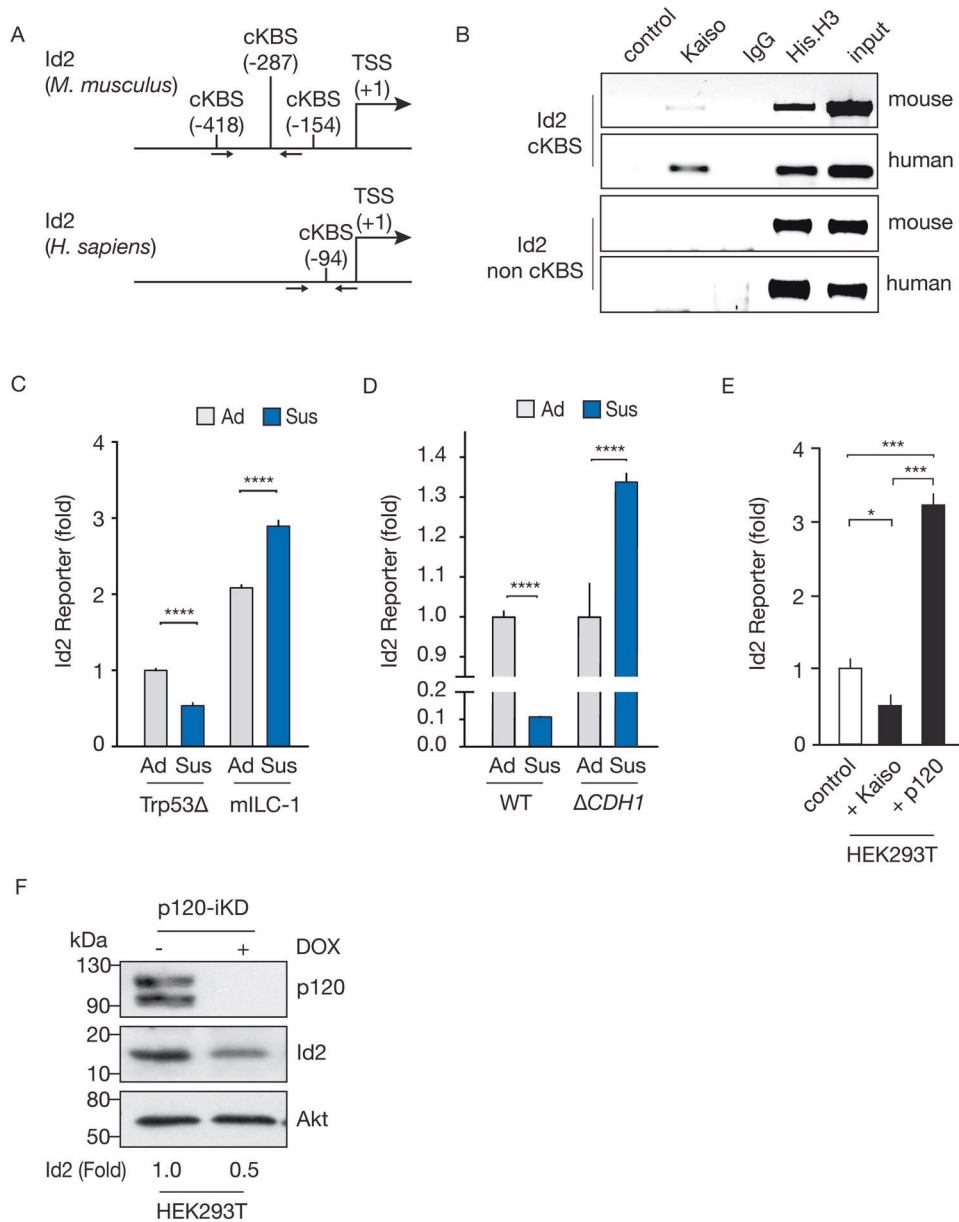 A
Id2
(M. musculus)
cKBS
(-287)
TSS
(+1)
cKBS
(-418)
cKBS
(-154)
Id2
(H. sapiens)
TSS
(+1)
cKBS
(-94)
B
control
Kaiso
IgG
His.H3
input
Id2
cKBS
mouse
human
Id2
non cKBS
mouse
human
C
Ad
Sus
Id2 Reporter (fold)
4
3
2
1
0
****
****
Ad Sus Ad Sus
Trp53Δ mILC-1
D
Ad
Sus
Id2 Reporter (fold)
1.4
1.3
1.2
1.1
1.0
0.9
0.2
0.1
0.0
****
****
Ad Sus Ad Sus
WT ΔCDH1
E
Id2 Reporter (fold)
4
3
2
1
0
***
***
*
control
+ Kaiso
+ p120
HEK293T
F
p120-iKD
kDa - + DOX
130
90
p120
20
10
Id2
80
50
Akt
Id2 (Fold) 1.0 0.5
HEK293T